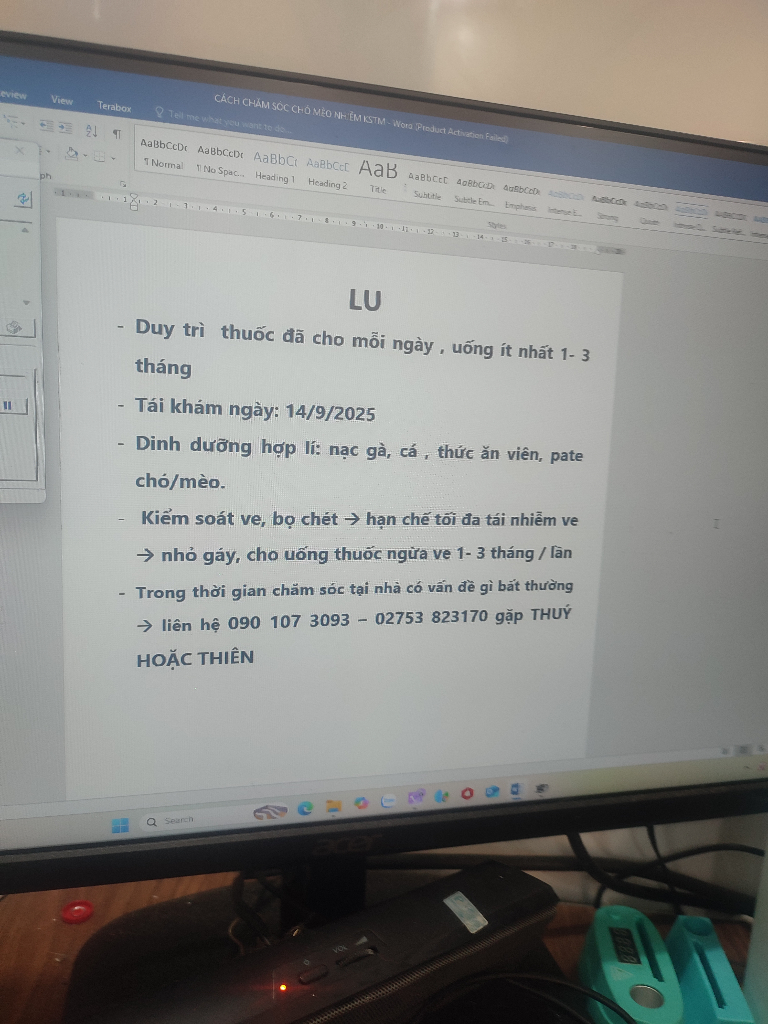 CÁCH CHĂM SÓC CHÓ MÈO NHIỄM KSTM - Word (Product Activation Failed)
eview View Terabox Tell me what you want to do...
AaBbCcDc AaBbCcDc AaBbCc AaBbCcC AaB AaBbCcC AaBbCcDc AaBbCcDc
¶ Normal ¶ No Spac... Heading 1 Heading 2 Title Subtitle Subtle Em... Emphasis Intense E... Strong Quote
Styles
LU
- Duy trì thuốc đã cho mỗi ngày , uống ít nhất 1- 3
tháng
- Tái khám ngày: 14/9/2025
- Dinh dưỡng hợp lí: nạc gà, cá , thức ăn viên, pate
chó/mèo.
- Kiểm soát ve, bọ chét → hạn chế tối đa tái nhiễm ve
→ nhỏ gáy, cho uống thuốc ngừa ve 1- 3 tháng / lần
- Trong thời gian chăm sóc tại nhà có vấn đề gì bất thường
→ liên hệ 090 107 3093 – 02753 823170 gặp THUÝ
HOẶC THIÊN
Search
acer
VOL